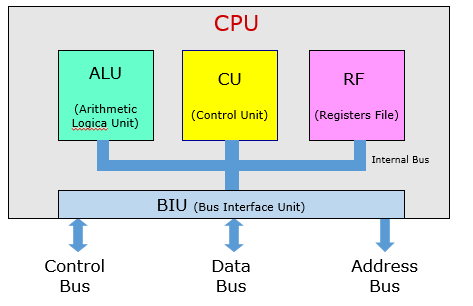 CPU
ALU
(Arithmetic
Logica Unit)
CU
(Control Unit)
RF
(Registers File)
Internal Bus
BIU (Bus Interface Unit)
Control
Bus
Data
Bus
Address
Bus